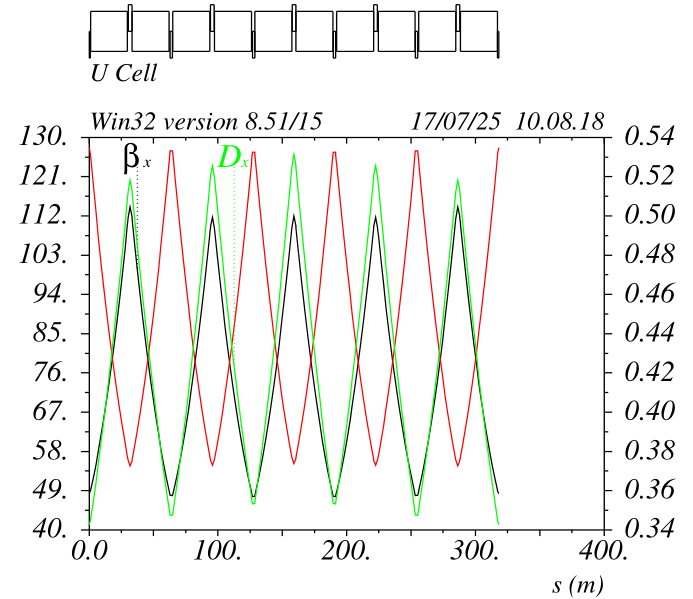 U Cell
Win32 version 8.51/15 17/07/25 10.08.18
130. 0.54
βx Dx
121. 0.52
112. 0.50
103. 0.48
94. 0.46
85. 0.44
76. 0.42
67. 0.40
58. 0.38
49. 0.36
40. 0.34
0.0 100. 200. 300. 400.
s (m)